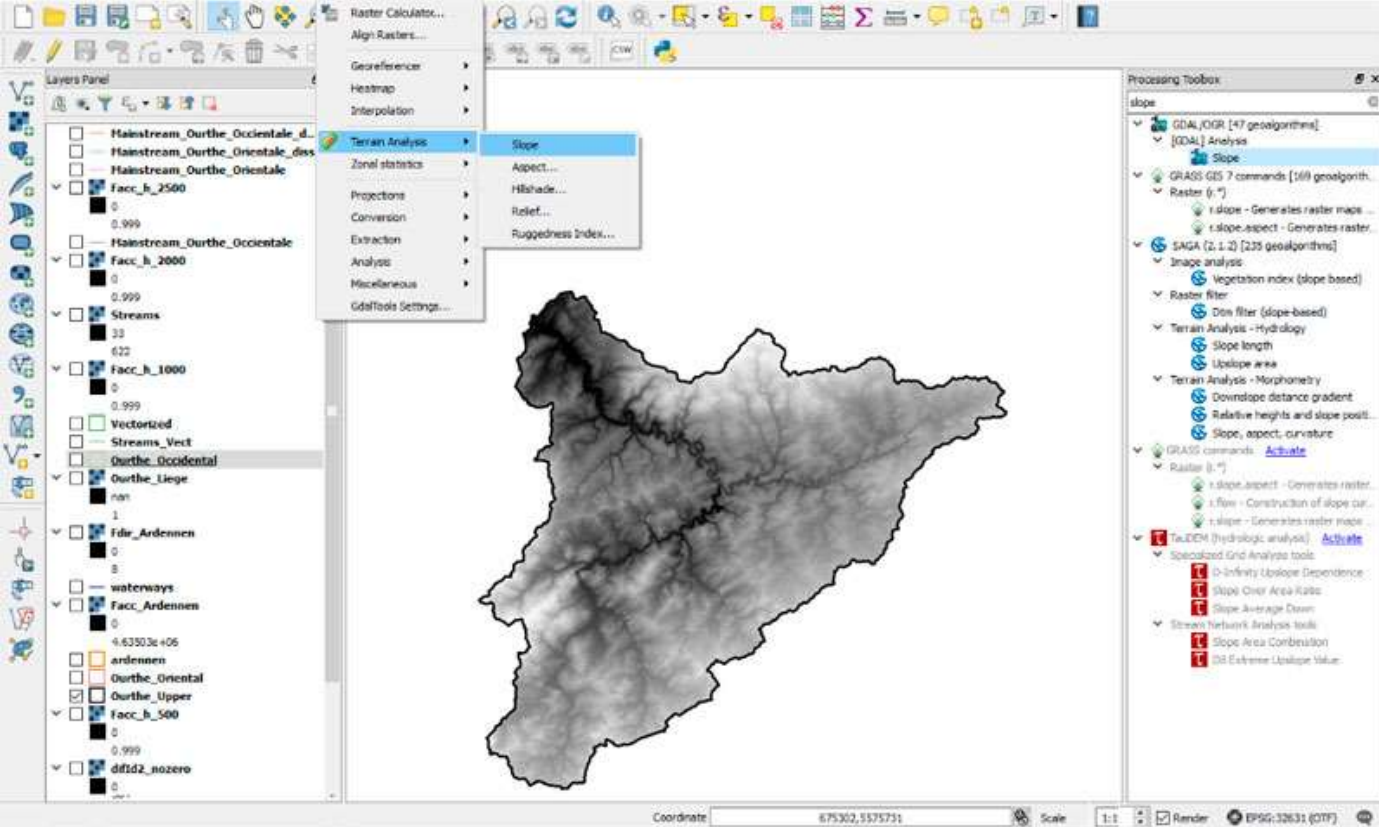 Raster Calculator...
Align Rasters...
Georeferencer
Heatmap
Interpolation
Terrain Analysis
Zonal statistics
Projections
Conversion
Extraction
Analysis
Miscellaneous
GdalTools Settings...
Slope
Aspect...
Hillshade...
Relief...
Ruggedness Index...
CSW
Layers Panel
Mainstream_Ourthe_Occientale_d...
Mainstream_Ourthe_Orientale_diss
Mainstream_Ourthe_Orientale
Facc_h_2500
0
0.999
Mainstream_Ourthe_Occientale
Facc_h_2000
0
0.999
Streams
33
622
Facc_h_1000
0
0.999
Vectorized
Streams_Vect
Ourthe_Occidental
Ourthe_Liege
nan
1
Fdir_Ardennen
0
8
waterways
Facc_Ardennen
0
4.63503e+06
ardennen
Ourthe_Oriental
Ourthe_Upper
Facc_h_500
0
0.999
dif1d2_nozero
0
Processing Toolbox
slope
GDAL/OGR [47 geoalgorithms]
[GDAL] Analysis
Slope
GRASS GIS 7 commands [169 geoalgorith...
Raster (r.*)
r.slope - Generates raster maps ...
r.slope.aspect - Generates raster...
SAGA (2.1.2) [235 geoalgorithms]
Image analysis
Vegetation index (slope based)
Raster filter
Dtm filter (slope-based)
Terrain Analysis - Hydrology
Slope length
Upslope area
Terrain Analysis - Morphometry
Downslope distance gradient
Relative heights and slope positi...
Slope, aspect, curvature
GRASS commands Activate
Raster (r.*)
r.slope.aspect - Generates raster...
r.flow - Construction of slope cur...
r.slope - Generates raster maps ...
TauDEM (hydrologic analysis) Activate
Specialized Grid Analysis tools
D-Infinity Upslope Dependence
Slope Over Area Ratio
Slope Average Down
Stream Network Analysis tools
Slope Area Combination
D8 Extreme Upslope Value
Coordinate 675302,5575731 Scale 1:1 Render EPSG:32631 (OTF)